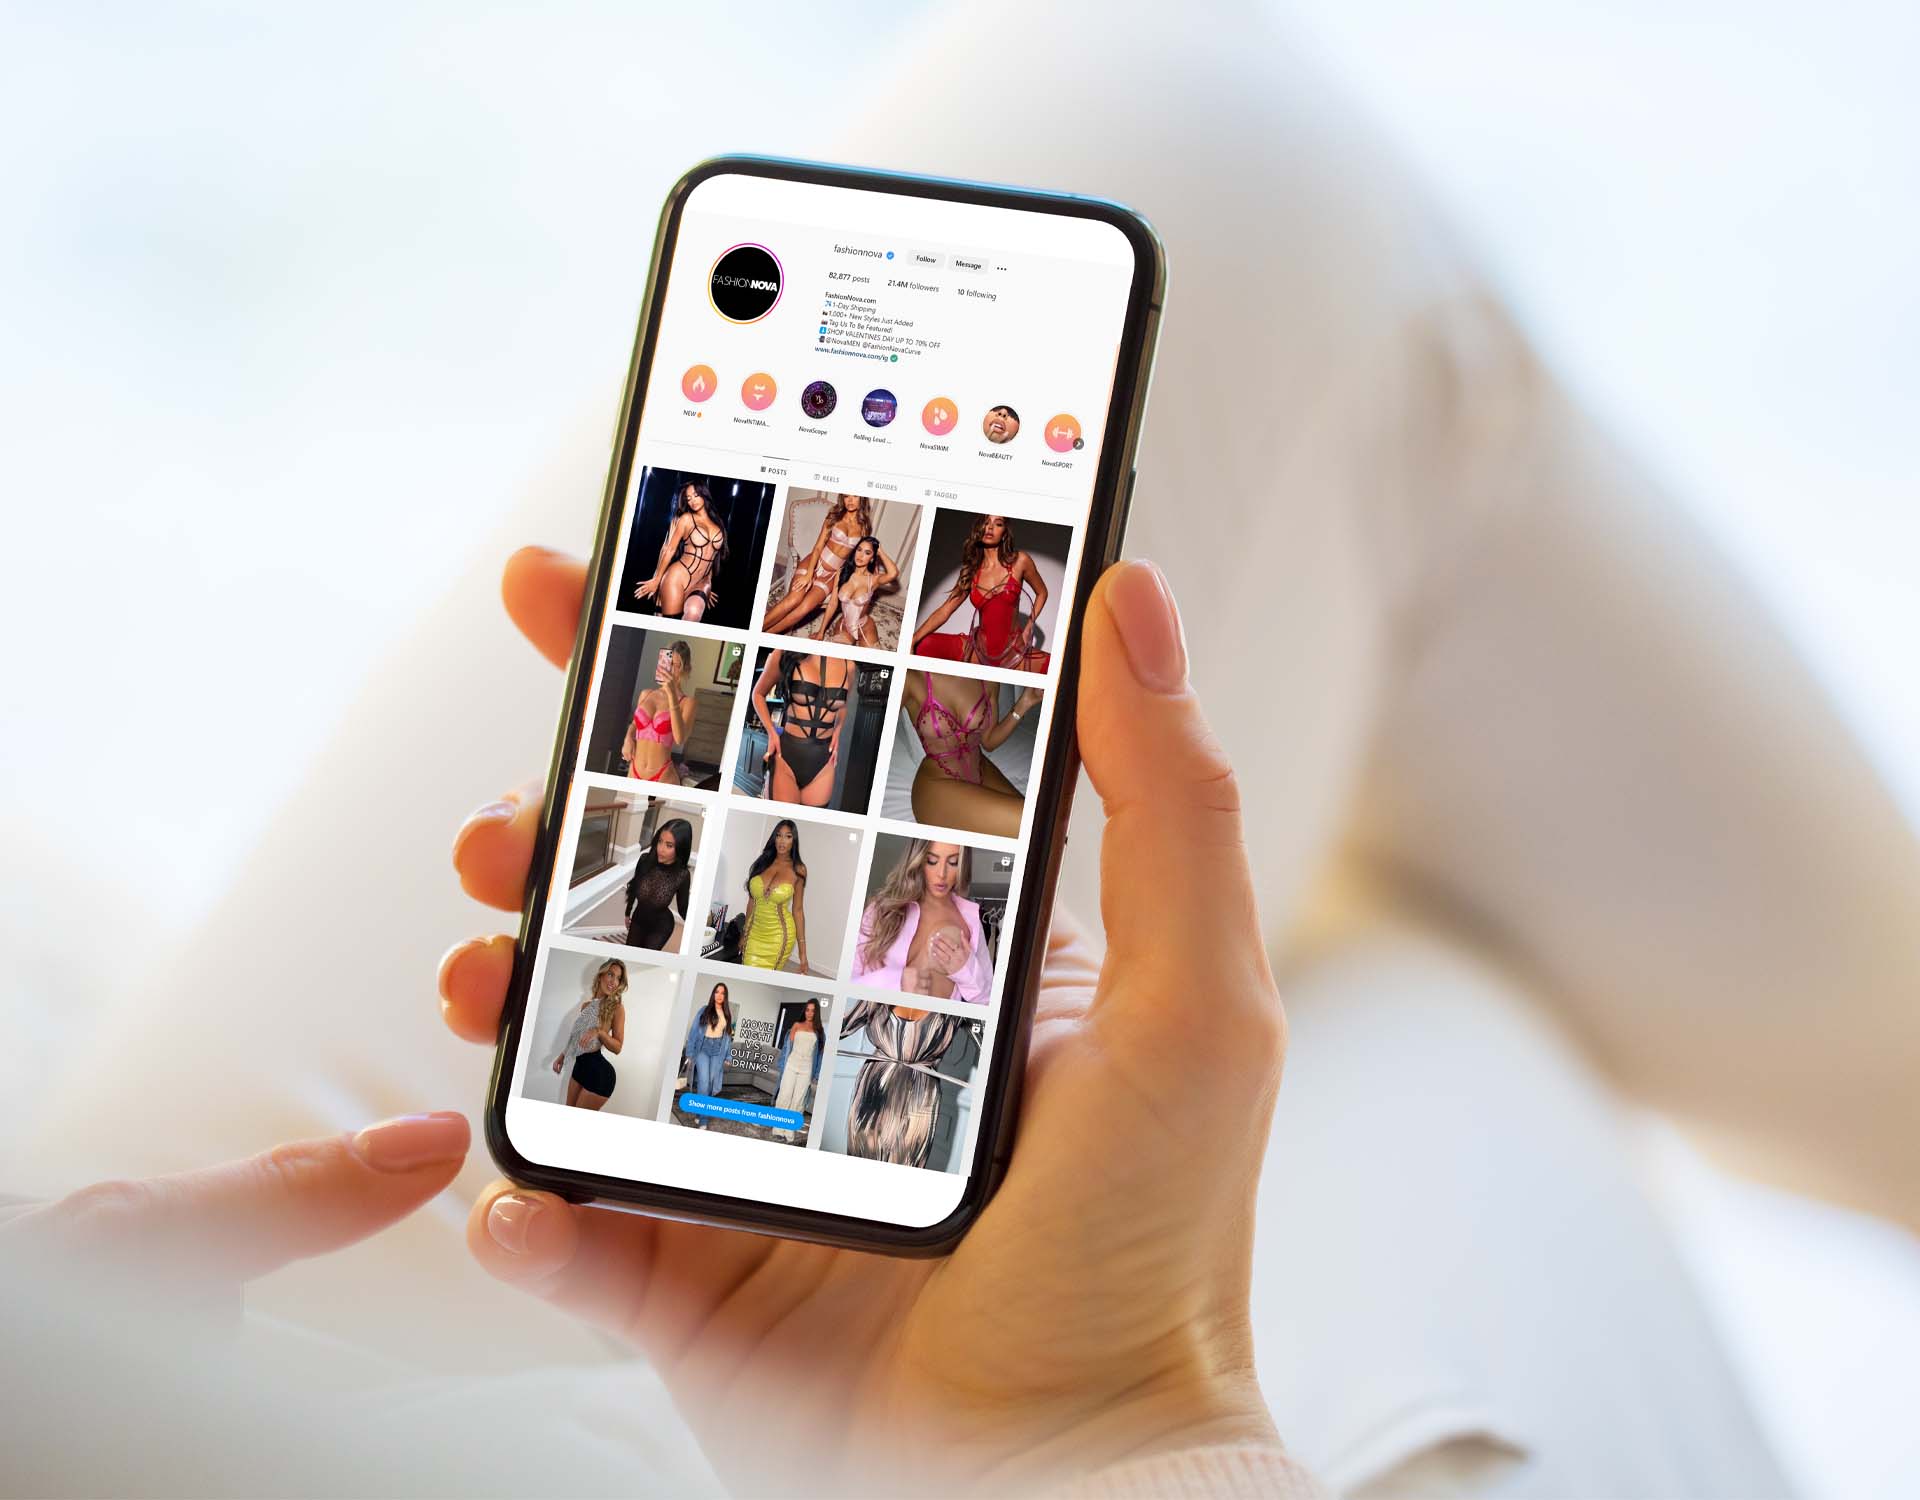 FASHIONNOVA
fashionnova Follow Message
82,877 posts 21.4M followers 10 following
FashionNova.com
✈️1-Day Shipping
1,000+ New Styles Just Added
Tag Us To Be Featured!
⬇️SHOP VALENTINES DAY UP TO 70% OFF
@NovaMEN @FashionNovaCurve
www.fashionnova.com/ig
NEW🔥
NovaINTIMA...
NovaScope
Rolling Loud ...
NovaSWIM
NovaBEAUTY
NovaSPORT
POSTS REELS GUIDES TAGGED
MOVIE
NIGHT
VS
OUT FOR
DRINKS
Show more posts from fashionnova